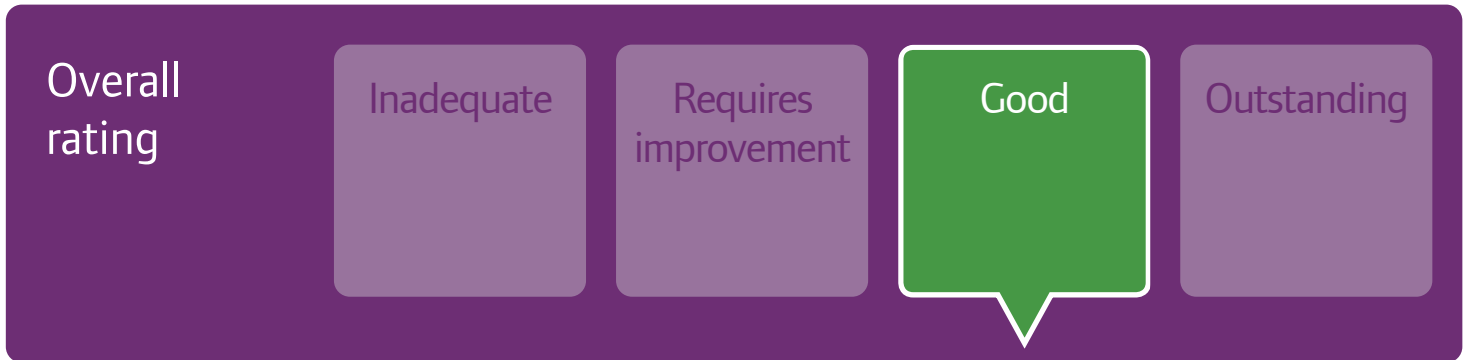 Overall
rating
Inadequate
Requires
improvement
Good
Outstanding